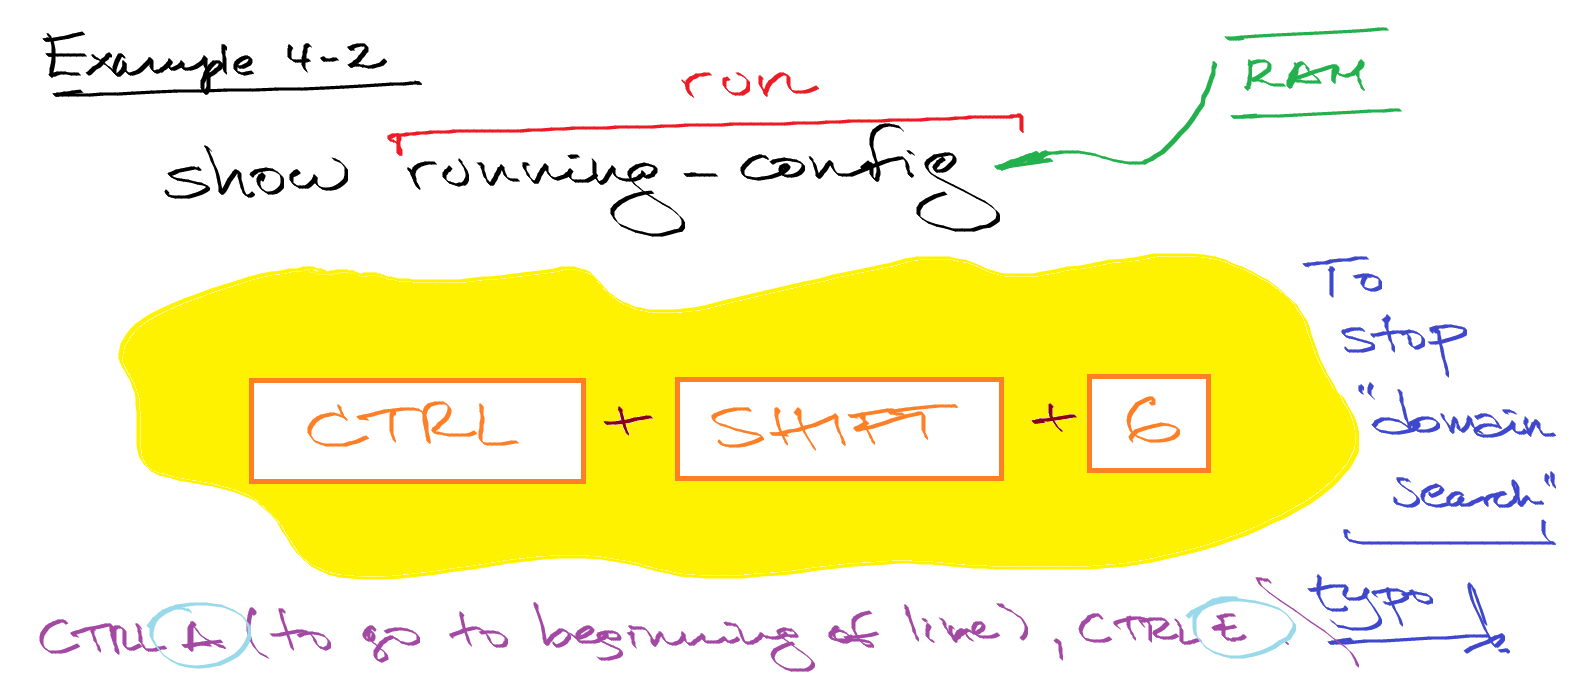 Example 4-2
run
RAM
show running-config
To
stop
"domain
search"
CTRL + SHIFT + 6
typo
CTRL A (to go to beginning of line), CTRL E